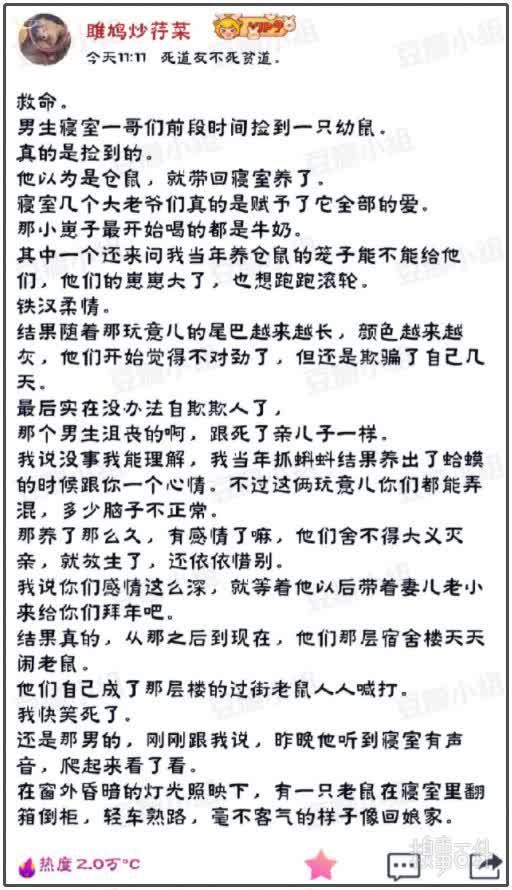 雎鸠炒荇菜 VIP9
今天11:11 死道友不死贫道。
救命。
男生寝室一哥们前段时间捡到一只幼鼠。
真的是捡到的。
他以为是仓鼠，就带回寝室养了。
寝室几个大老爷们真的是赋予了它全部的爱。
那小崽子最开始喝的都是牛奶。
其中一个还来问我当年养仓鼠的笼子能不能给他
们，他们的崽崽大了，也想跑跑滚轮。
铁汉柔情。
结果随着那玩意儿的尾巴越来越长，颜色越来越
灰，他们开始觉得不对劲了，但还是欺骗了自己几
天。
最后实在没办法自欺欺人了，
那个男生沮丧的啊，跟死了亲儿子一样。
我说没事我能理解，我当年抓蝌蚪结果养出了蛤蟆
的时候跟你一个心情。不过这俩玩意儿你们都能弄
混，多少脑子不正常。
那养了那么久，有感情了嘛，他们舍不得大义灭
亲，就放生了，还依依惜别。
我说你们感情这么深，就等着他以后带着妻儿老小
来给你们拜年吧。
结果真的，从那之后到现在，他们那层宿舍楼天天
闹老鼠。
他们自己成了那层楼的过街老鼠人人喊打。
我快笑死了。
还是那男的，刚刚跟我说，昨晚他听到寝室有声
音，爬起来看了看。
在窗外昏暗的灯光照映下，有一只老鼠在寝室里翻
箱倒柜，轻车熟路，毫不客气的样子像回娘家。
热度 2.0万°C
豆瓣小组